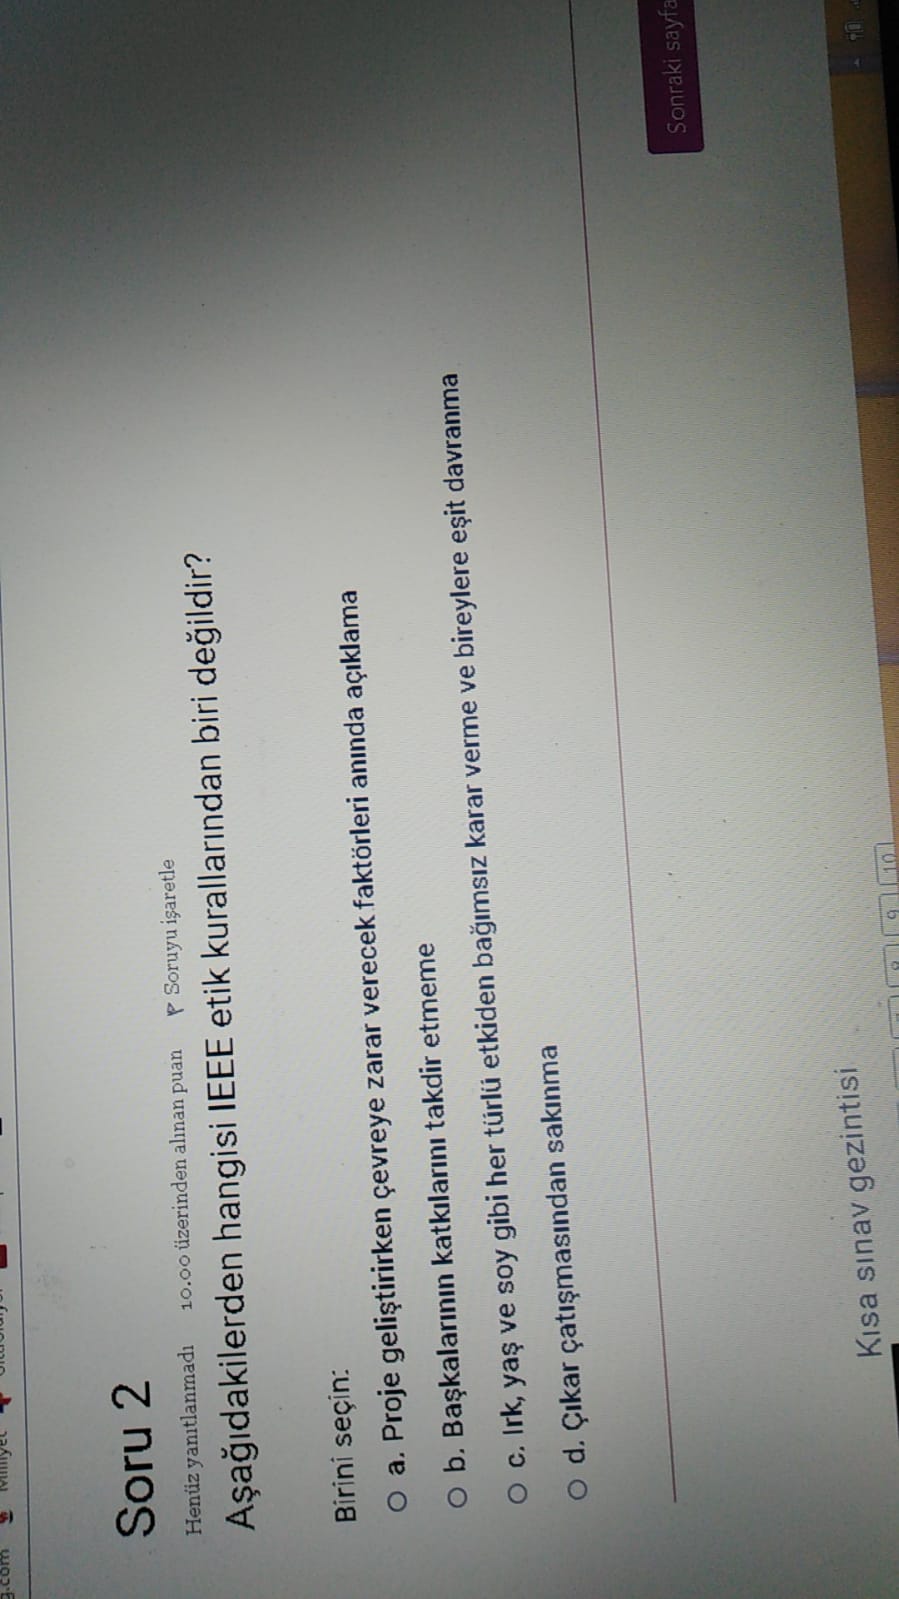 g.com Milliyet
Soru 2
Henüz yanıtlanmadı 10.00 üzerinden alınan puan Soruyu işaretle
Aşağıdakilerden hangisi IEEE etik kurallarından biri değildir?
Birini seçin:
a. Proje geliştirirken çevreye zarar verecek faktörleri anında açıklama
b. Başkalarının katkılarını takdir etmeme
c. Irk, yaş ve soy gibi her türlü etkiden bağımsız karar verme ve bireylere eşit davranma
d. Çıkar çatışmasından sakınma
Sonraki sayfa
Kısa sınav gezintisi
8 9 10